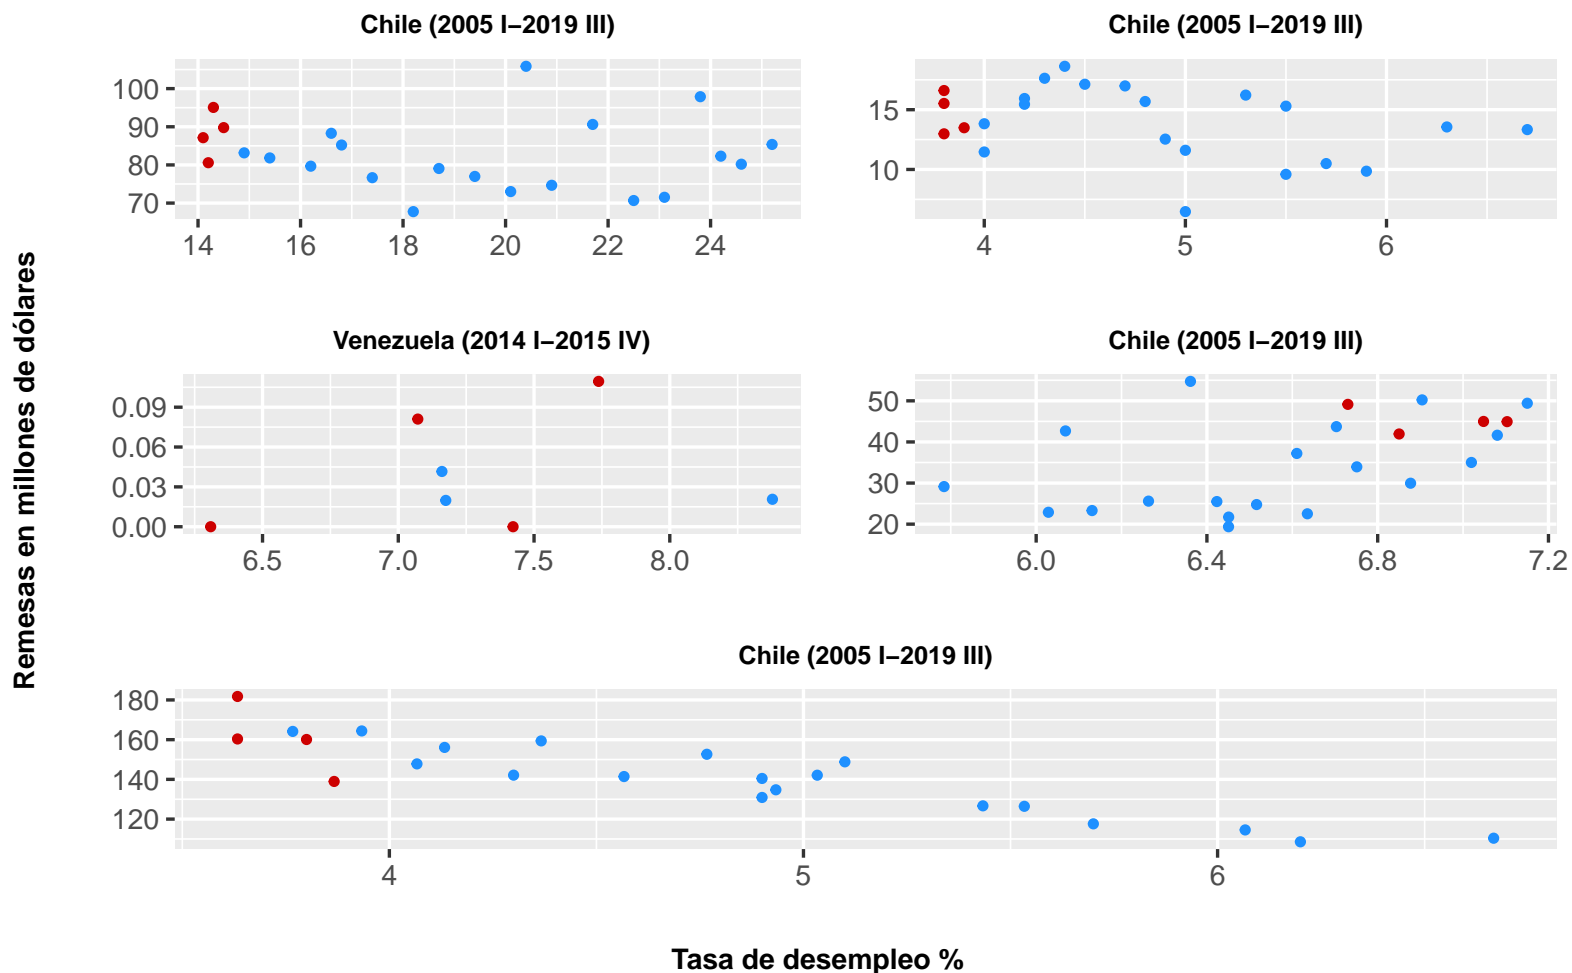 Chile (2005 I–2019 III)
100
90
80
70
14 16 18 20 22 24
Chile (2005 I–2019 III)
15
10
4 5 6
Remesas en millones de dólares
Venezuela (2014 I–2015 IV)
0.09
0.06
0.03
0.00
6.5 7.0 7.5 8.0
Chile (2005 I–2019 III)
50
40
30
20
6.0 6.4 6.8 7.2
Chile (2005 I–2019 III)
180
160
140
120
4 5 6
Tasa de desempleo %